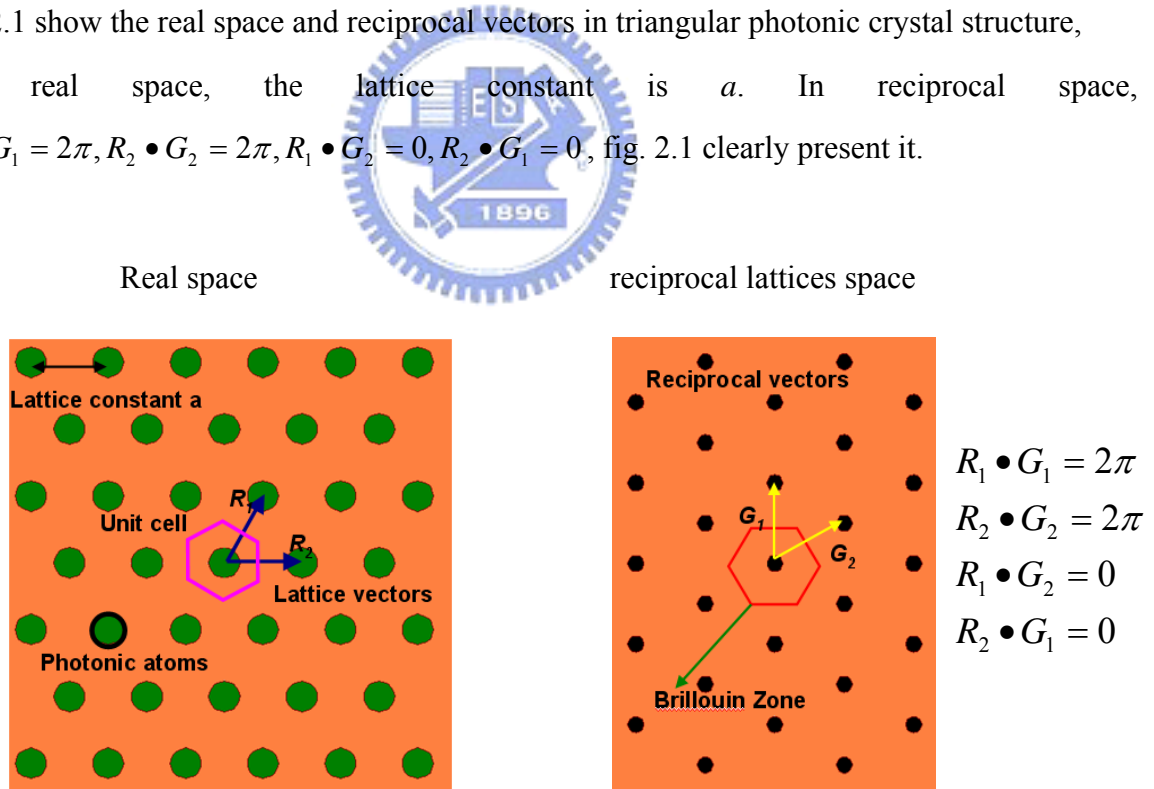 .1 show the real space and reciprocal vectors in triangular photonic crystal structure,
real space, the lattice constant is a. In reciprocal space,
G₁ = 2π, R₂ • G₂ = 2π, R₁ • G₂ = 0, R₂ • G₁ = 0, fig. 2.1 clearly present it.
ES
1896
Real space
reciprocal lattices space
Lattice constant a
R₁
Unit cell
R₂
Lattice vectors
Photonic atoms
Reciprocal vectors
G₁
G₂
Brillouin Zone
R₁ • G₁ = 2π
R₂ • G₂ = 2π
R₁ • G₂ = 0
R₂ • G₁ = 0